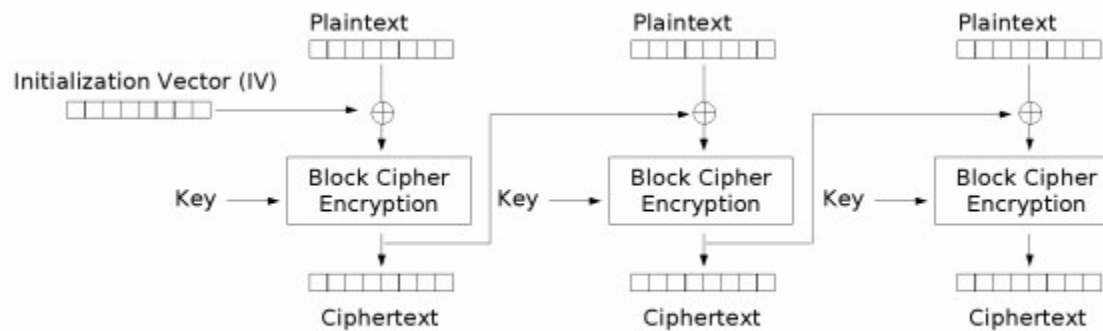 Plaintext
Plaintext
Plaintext
Initialization Vector (IV)
Key
Block Cipher
Encryption
Key
Block Cipher
Encryption
Key
Block Cipher
Encryption
Ciphertext
Ciphertext
Ciphertext